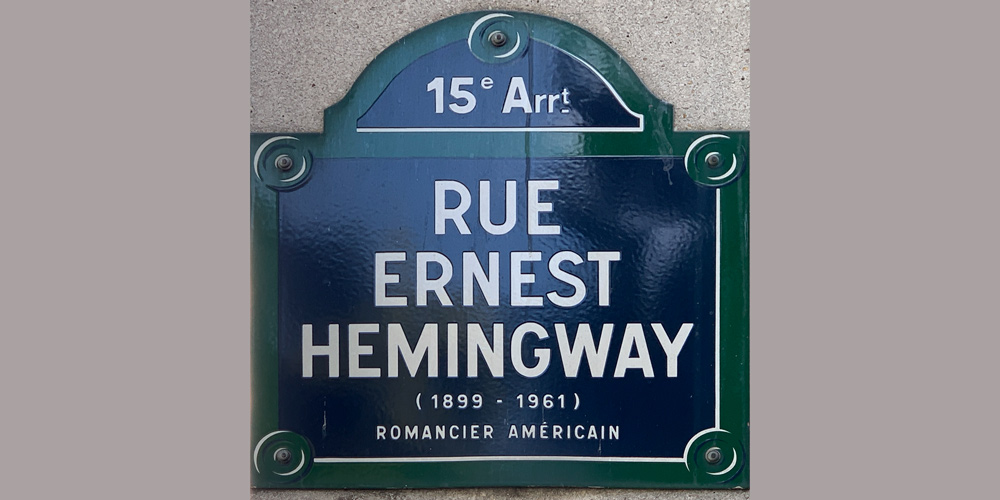 15e Arrt
RUE
ERNEST
HEMINGWAY
(1899 - 1961)
ROMANCIER AMÉRICAIN